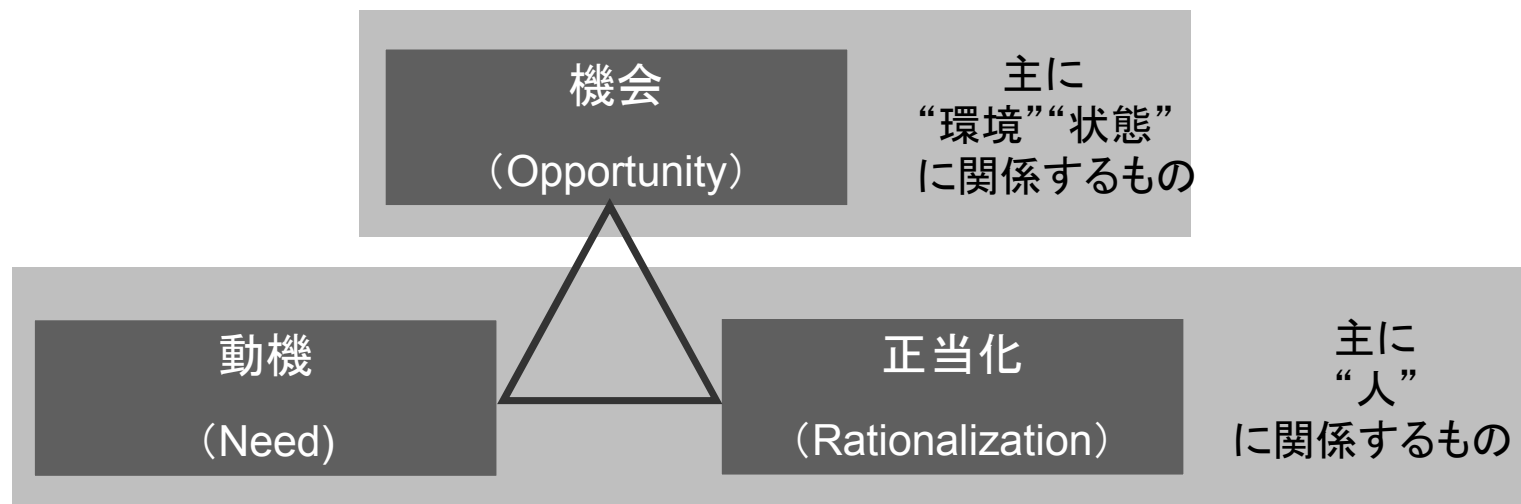 機会
（Opportunity）
主に
“環境”“状態”
に関係するもの
動機
（Need)
正当化
（Rationalization）
主に
“人”
に関係するもの